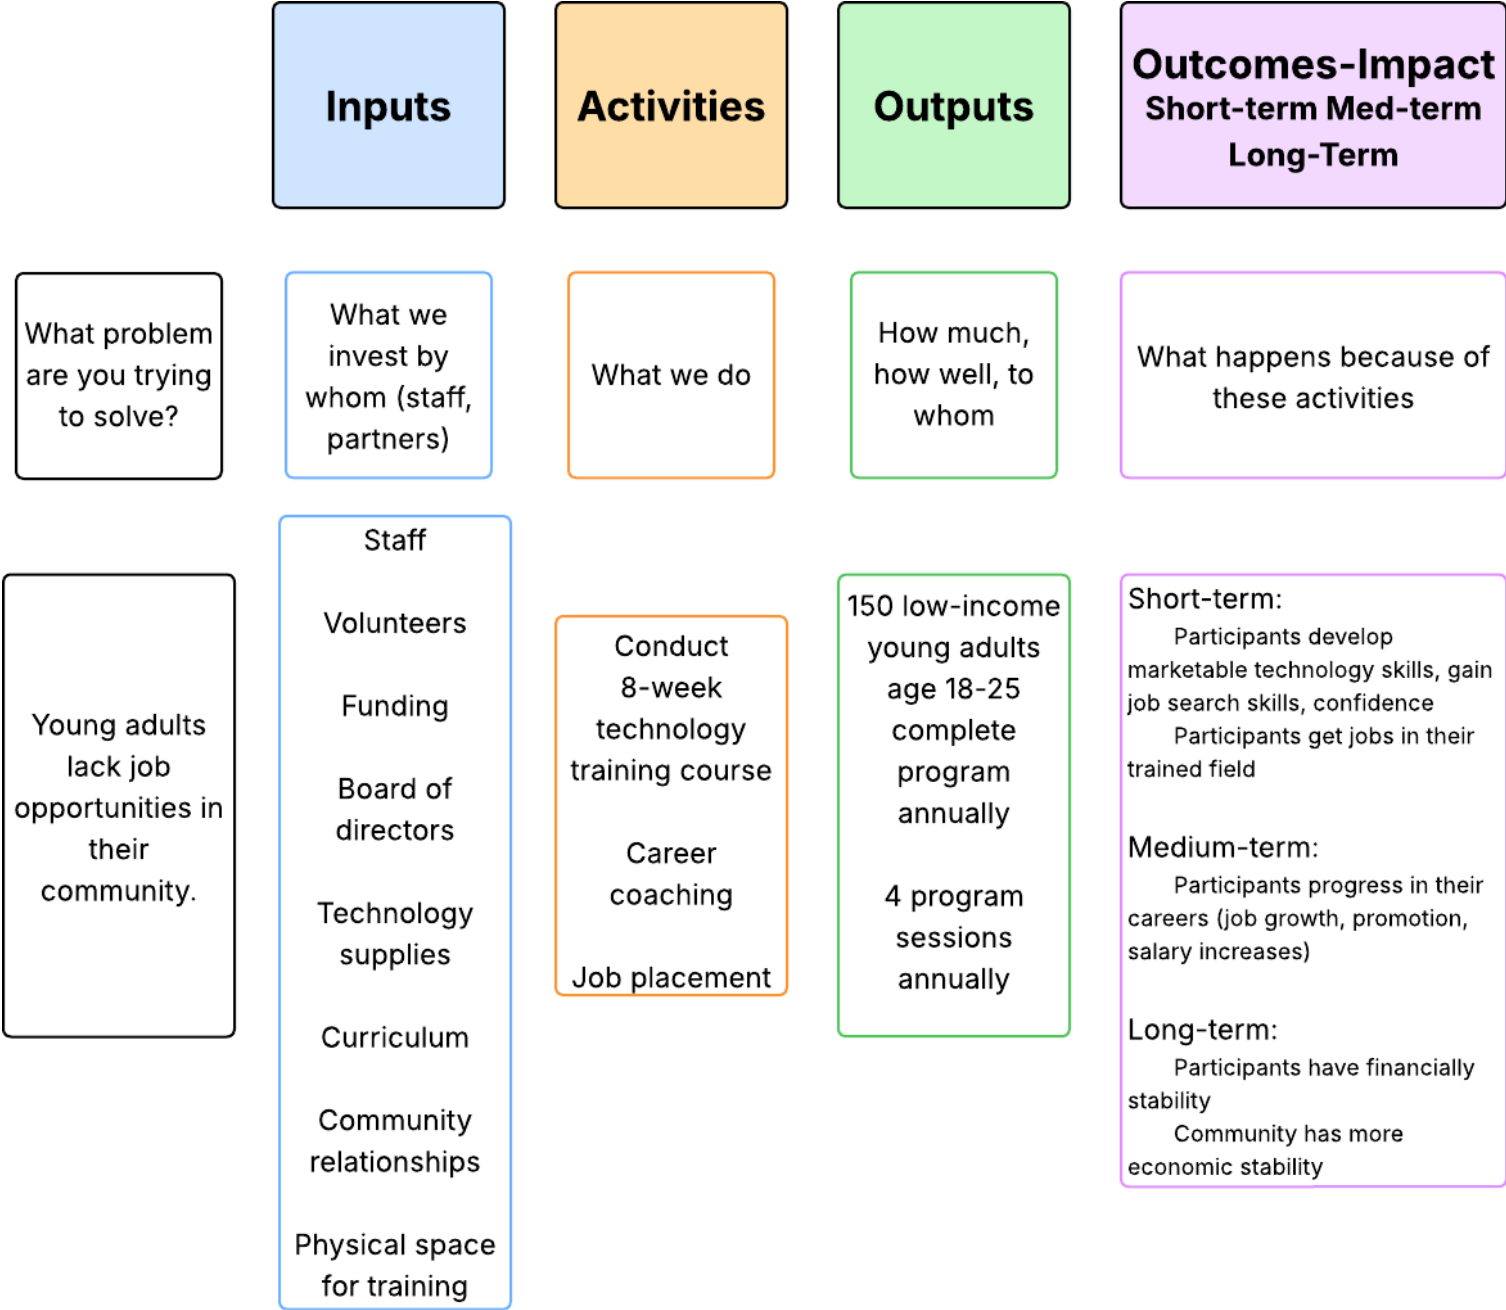 Inputs
Activities
Outputs
Outcomes-Impact
Short-term Med-term
Long-Term
What problem
are you trying
to solve?
What we
invest by
whom (staff,
partners)
What we do
How much,
how well, to
whom
What happens because of
these activities
Young adults
lack job
opportunities in
their
community.
Staff
Volunteers
Funding
Board of
directors
Technology
supplies
Curriculum
Community
relationships
Physical space
for training
Conduct
8-week
technology
training course
Career
coaching
Job placement
150 low-income
young adults
age 18-25
complete
program
annually
4 program
sessions
annually
Short-term:
Participants develop
marketable technology skills, gain
job search skills, confidence
Participants get jobs in their
trained field
Medium-term:
Participants progress in their
careers (job growth, promotion,
salary increases)
Long-term:
Participants have financially
stability
Community has more
economic stability